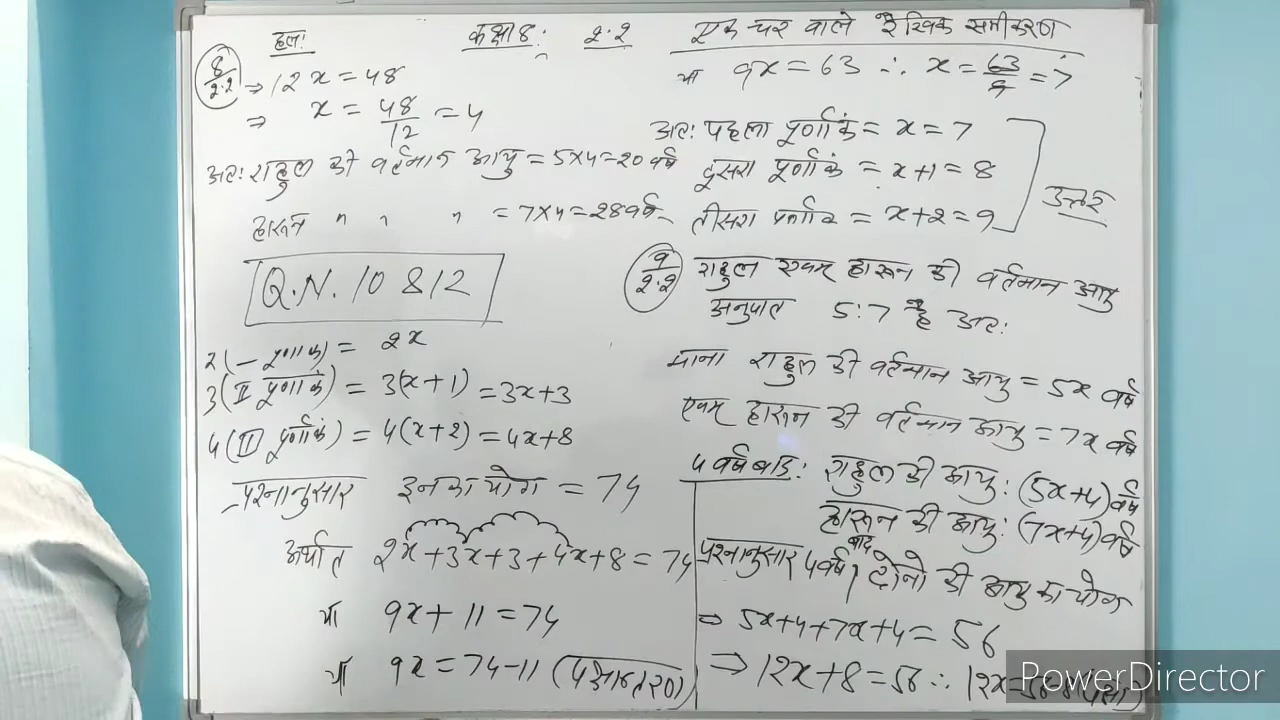 हलः कक्षा 8: 2.2 एक चर वाले रैखिक समीकरण
8/2.2 ⇒ 12x = 48
⇒ x = 48/12 = 4
अतः राहुल की वर्तमान आयु = 5x4=20 वर्ष
हारून " " " = 7x4=28 वर्ष
Q.N. 10 & 12
2(- पूर्णांक) = 2x
3(II पूर्णांक) = 3(x+1) = 3x+3
4(II पूर्णांक) = 4(x+2) = 4x+8
प्रश्नानुसार इनका योग = 74
अर्थात 2x+3x+3+4x+8 = 74
या 9x + 11 = 74
या 9x = 74-11 (पक्षान्तरण)
या 9x = 63 ∴ x = 63/9 = 7
अतः पहला पूर्णांक = x = 7
दूसरा पूर्णांक = x+1 = 8
तीसरा पूर्णांक = x+2 = 9
उत्तर
9/2.2 राहुल एवम् हारून की वर्तमान आयु
अनुपात 5:7 है अतः
माना राहुल की वर्तमान आयु = 5x वर्ष
एवम् हारून की वर्तमान आयु = 7x वर्ष
4 वर्ष बाद: राहुल की आयु: (5x+4) वर्ष
हारून की आयु: (7x+4) वर्ष
प्रश्नानुसार 4 वर्ष बाद दोनो की आयु का योग
⇒ 5x+4+7x+4 = 56
⇒ 12x+8 = 56 ∴ 12x=56-8
PowerDirector